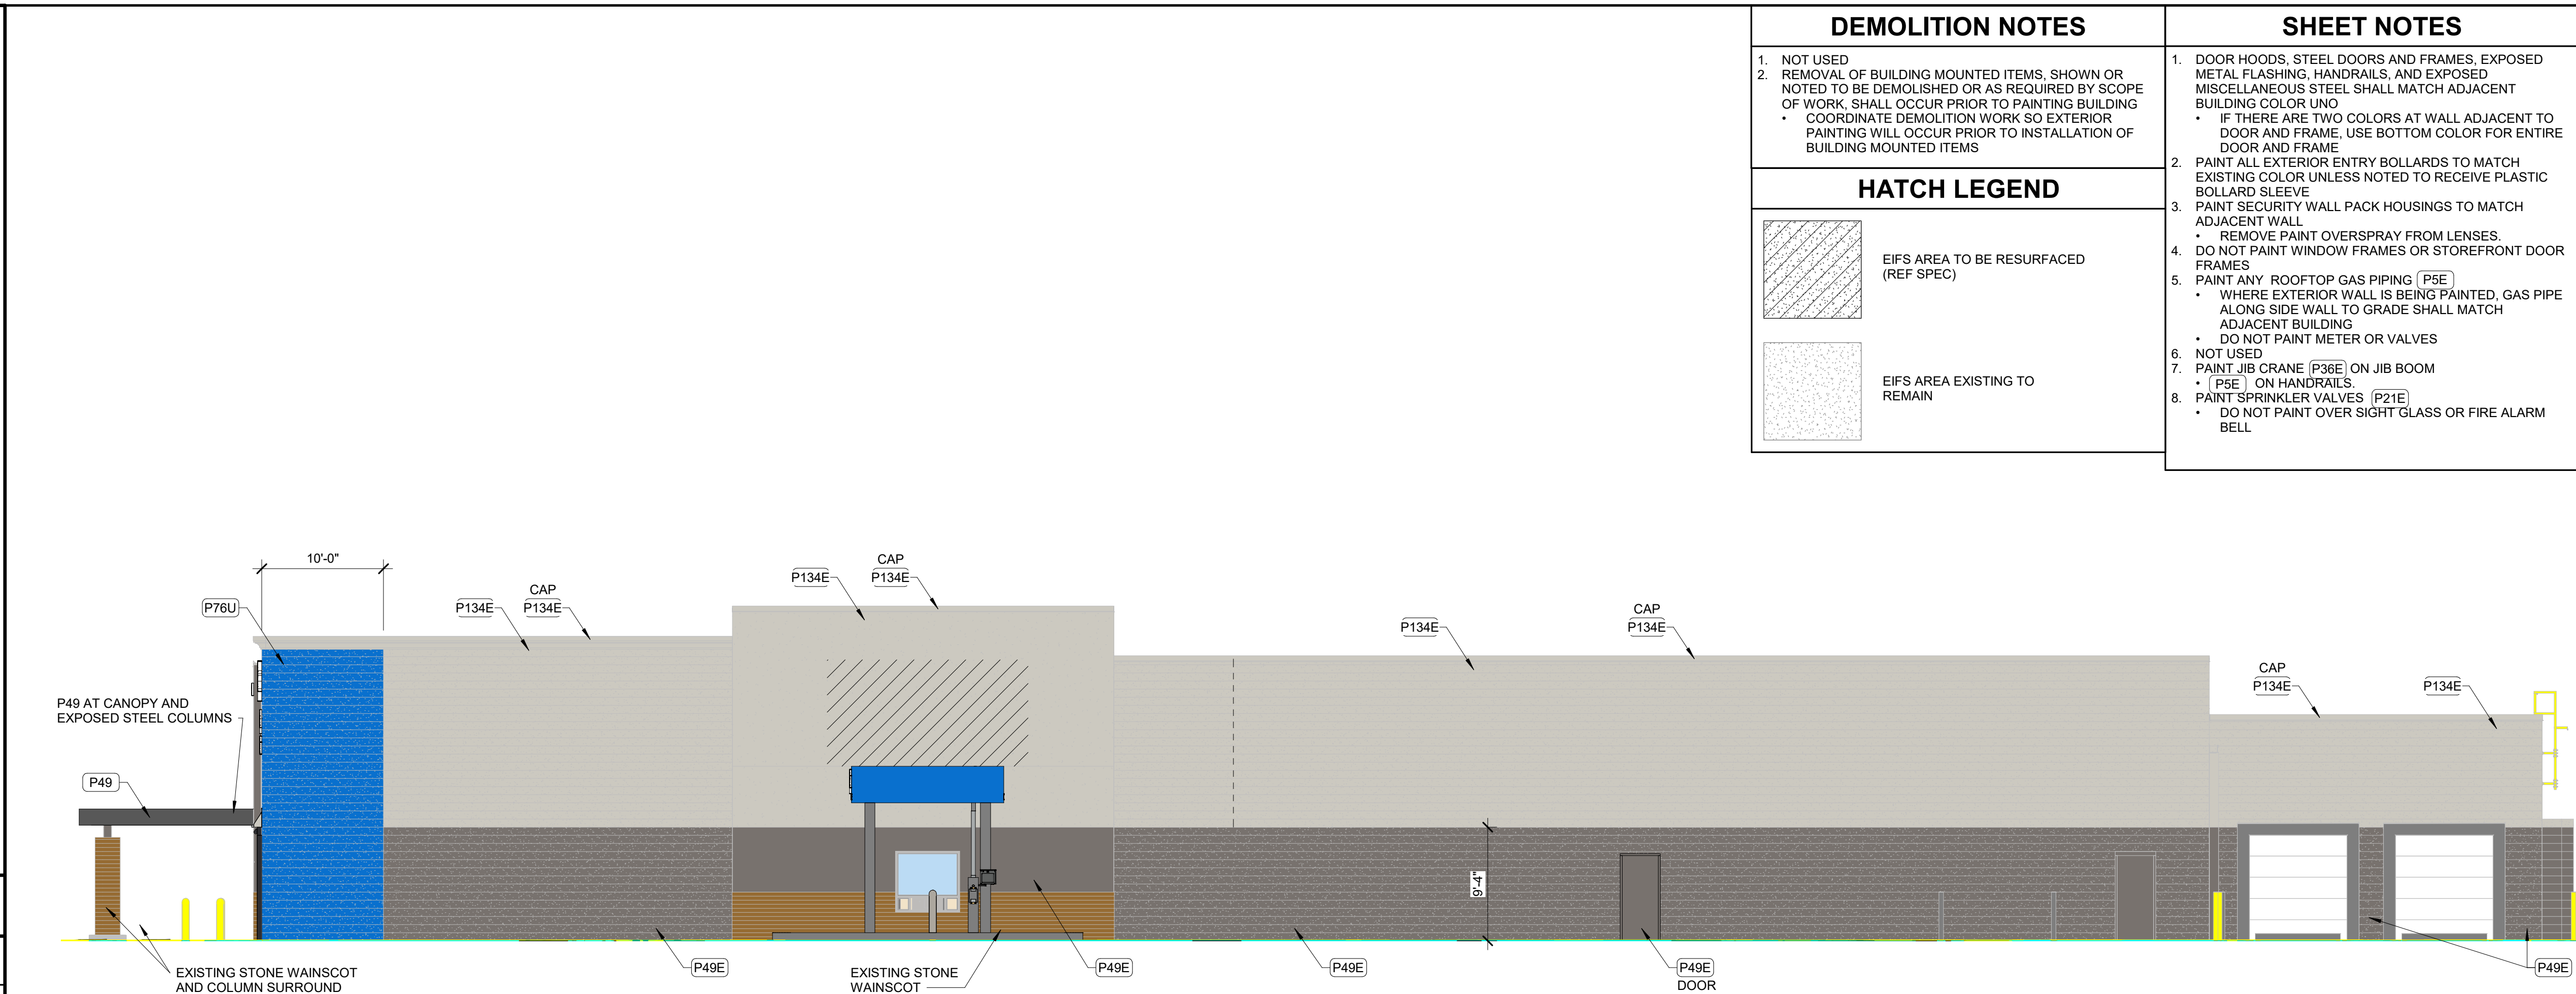 DEMOLITION NOTES
1. NOT USED
2. REMOVAL OF BUILDING MOUNTED ITEMS, SHOWN OR
NOTED TO BE DEMOLISHED OR AS REQUIRED BY SCOPE
OF WORK, SHALL OCCUR PRIOR TO PAINTING BUILDING
• COORDINATE DEMOLITION WORK SO EXTERIOR
PAINTING WILL OCCUR PRIOR TO INSTALLATION OF
BUILDING MOUNTED ITEMS
HATCH LEGEND
EIFS AREA TO BE RESURFACED
(REF SPEC)
EIFS AREA EXISTING TO
REMAIN
SHEET NOTES
1. DOOR HOODS, STEEL DOORS AND FRAMES, EXPOSED
METAL FLASHING, HANDRAILS, AND EXPOSED
MISCELLANEOUS STEEL SHALL MATCH ADJACENT
BUILDING COLOR UNO
• IF THERE ARE TWO COLORS AT WALL ADJACENT TO
DOOR AND FRAME, USE BOTTOM COLOR FOR ENTIRE
DOOR AND FRAME
2. PAINT ALL EXTERIOR ENTRY BOLLARDS TO MATCH
EXISTING COLOR UNLESS NOTED TO RECEIVE PLASTIC
BOLLARD SLEEVE
3. PAINT SECURITY WALL PACK HOUSINGS TO MATCH
ADJACENT WALL
• REMOVE PAINT OVERSPRAY FROM LENSES.
4. DO NOT PAINT WINDOW FRAMES OR STOREFRONT DOOR
FRAMES
5. PAINT ANY ROOFTOP GAS PIPING P5E
• WHERE EXTERIOR WALL IS BEING PAINTED, GAS PIPE
ALONG SIDE WALL TO GRADE SHALL MATCH
ADJACENT BUILDING
• DO NOT PAINT METER OR VALVES
6. NOT USED
7. PAINT JIB CRANE P36E ON JIB BOOM
• P5E ON HANDRAILS.
8. PAINT SPRINKLER VALVES P21E
• DO NOT PAINT OVER SIGHT GLASS OR FIRE ALARM
BELL
10'-0"
P76U
P134E
CAP
P134E
P134E
CAP
P134E
P134E
CAP
P134E
CAP
P134E
P134E
P49 AT CANOPY AND
EXPOSED STEEL COLUMNS
P49
9'-4"
EXISTING STONE WAINSCOT
AND COLUMN SURROUND
P49E
EXISTING STONE
WAINSCOT
P49E
P49E
P49E
DOOR
P49E